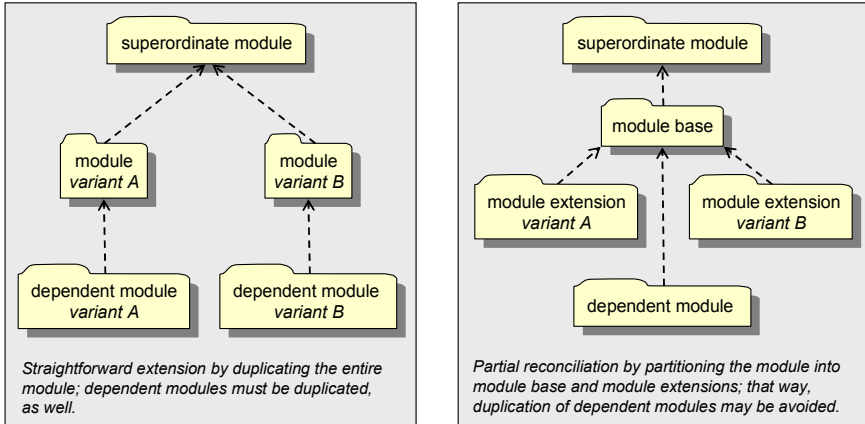 superordinate module
module
variant A
module
variant B
dependent module
variant A
dependent module
variant B
Straightforward extension by duplicating the entire
module; dependent modules must be duplicated,
as well.
superordinate module
module base
module extension
variant A
module extension
variant B
dependent module
Partial reconciliation by partitioning the module into
module base and module extensions; that way,
duplication of dependent modules may be avoided.